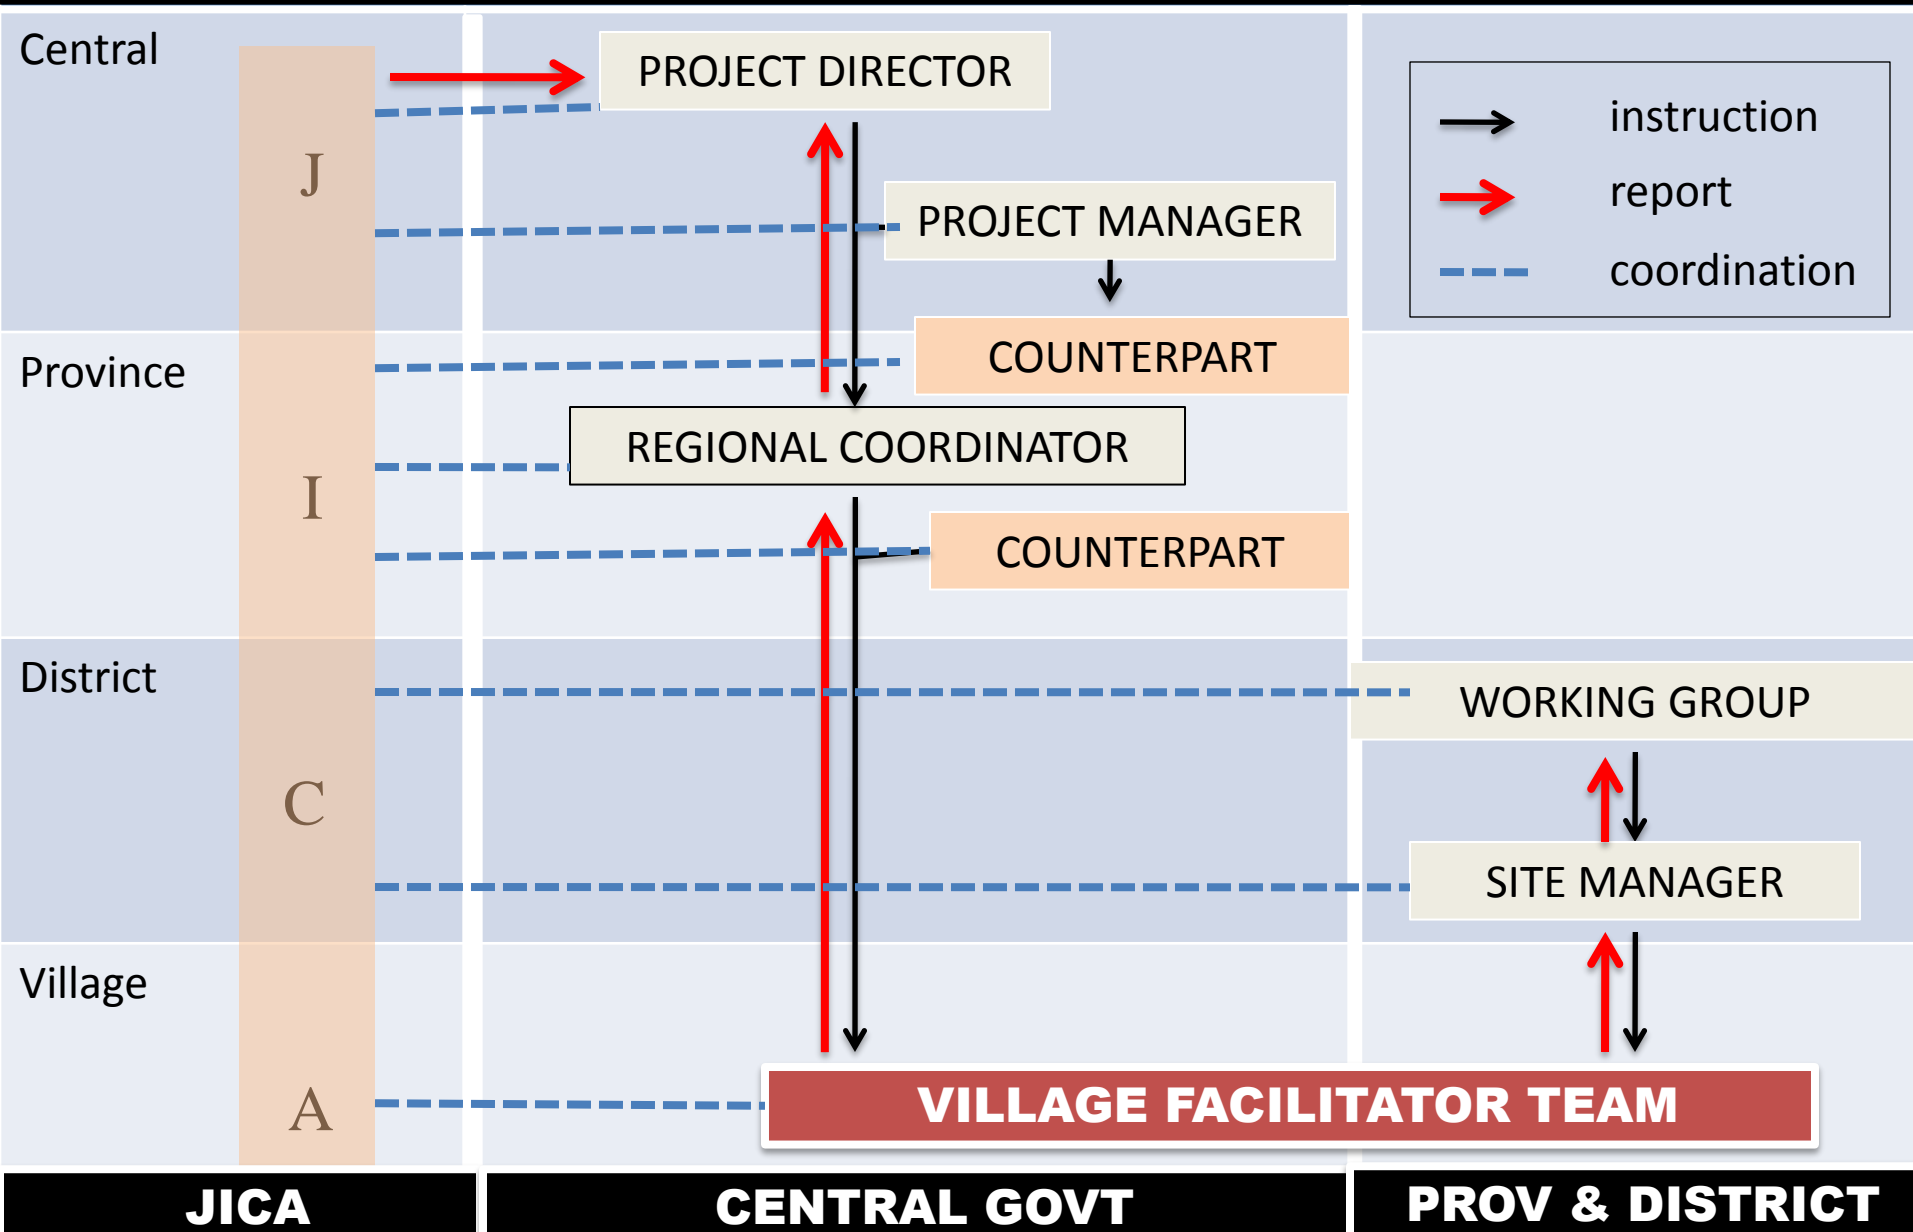 Central
PROJECT DIRECTOR
instruction
J
report
PROJECT MANAGER
coordination
Province
COUNTERPART
REGIONAL COORDINATOR
I
COUNTERPART
District
WORKING GROUP
C
SITE MANAGER
Village
VILLAGE FACILITATOR TEAM
A
JICA
CENTRAL GOVT
PROV & DISTRICT